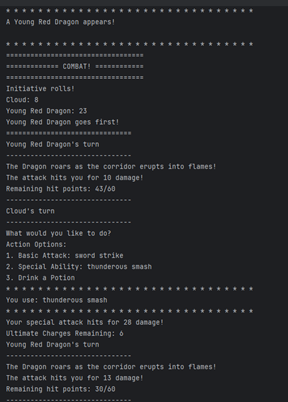 * * * * * * * * * * * * * * * * * * * * * * * * * * * * * * *
A Young Red Dragon appears!
* * * * * * * * * * * * * * * * * * * * * * * * * * * * * * *
=================================
============= COMBAT! ============
=================================
Initiative rolls!
Cloud: 8
Young Red Dragon: 23
Young Red Dragon goes first!
==============================
Young Red Dragon's turn
------------------------------
The Dragon roars as the corridor erupts into flames!
The attack hits you for 10 damage!
Remaining hit points: 43/60
------------------------------
Cloud's turn
------------------------------
What would you like to do?
Action Options:
1. Basic Attack: sword strike
2. Special Ability: thunderous smash
3. Drink a Potion
* * * * * * * * * * * * * * * * * * * * * * * * * * * * * * *
You use: thunderous smash
* * * * * * * * * * * * * * * * * * * * * * * * * * * * * * *
Your special attack hits for 28 damage!
Ultimate Charges Remaining: 6
Young Red Dragon's turn
------------------------------
The Dragon roars as the corridor erupts into flames!
The attack hits you for 13 damage!
Remaining hit points: 30/60
------------------------------